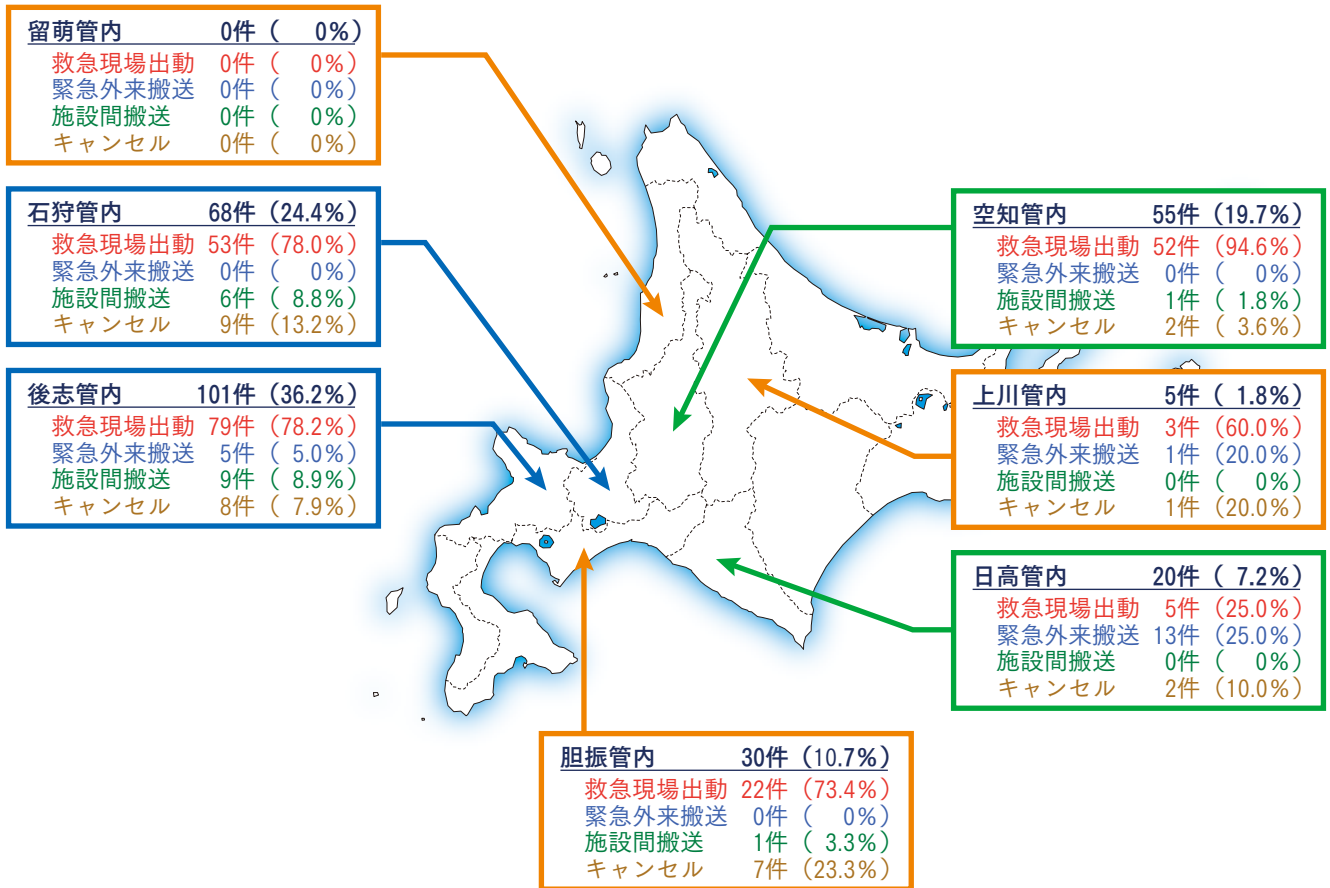 留萌管内 0件 ( 0%)
救急現場出動 0件 ( 0%)
緊急外来搬送 0件 ( 0%)
施設間搬送 0件 ( 0%)
キャンセル 0件 ( 0%)
石狩管内 68件 (24.4%)
救急現場出動 53件 (78.0%)
緊急外来搬送 0件 ( 0%)
施設間搬送 6件 ( 8.8%)
キャンセル 9件 (13.2%)
後志管内 101件 (36.2%)
救急現場出動 79件 (78.2%)
緊急外来搬送 5件 ( 5.0%)
施設間搬送 9件 ( 8.9%)
キャンセル 8件 ( 7.9%)
空知管内 55件 (19.7%)
救急現場出動 52件 (94.6%)
緊急外来搬送 0件 ( 0%)
施設間搬送 1件 ( 1.8%)
キャンセル 2件 ( 3.6%)
上川管内 5件 ( 1.8%)
救急現場出動 3件 (60.0%)
緊急外来搬送 1件 (20.0%)
施設間搬送 0件 ( 0%)
キャンセル 1件 (20.0%)
日高管内 20件 ( 7.2%)
救急現場出動 5件 (25.0%)
緊急外来搬送 13件 (25.0%)
施設間搬送 0件 ( 0%)
キャンセル 2件 (10.0%)
胆振管内 30件 (10.7%)
救急現場出動 22件 (73.4%)
緊急外来搬送 0件 ( 0%)
施設間搬送 1件 ( 3.3%)
キャンセル 7件 (23.3%)